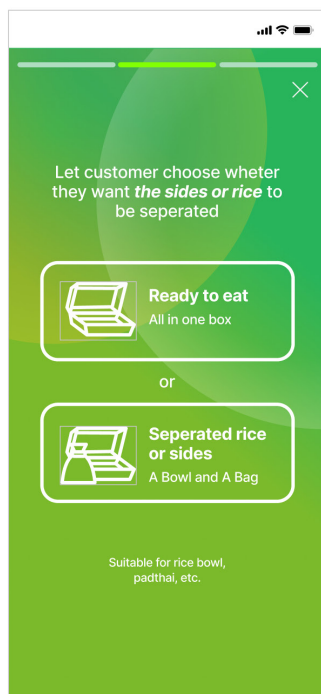 Let customer choose wheter
they want the sides or rice to
be seperated
Ready to eat
All in one box
or
Seperated rice
or sides
A Bowl and A Bag
Suitable for rice bowl,
padthai, etc.